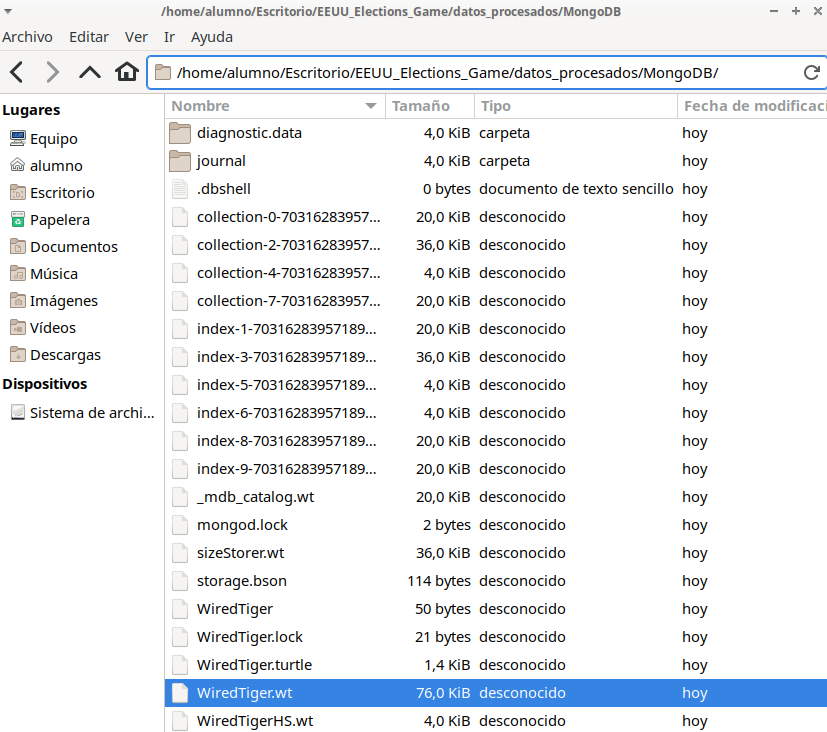 /home/alumno/Escritorio/EEUU_Elections_Game/datos_procesados/MongoDB
Archivo Editar Ver Ir Ayuda
/home/alumno/Escritorio/EEUU_Elections_Game/datos_procesados/MongoDB/
Lugares
Equipo
alumno
Escritorio
Papelera
Documentos
Música
Imágenes
Vídeos
Descargas
Dispositivos
Sistema de archi...
Nombre Tamaño Tipo Fecha de modificaci
diagnostic.data 4,0 KiB carpeta hoy
journal 4,0 KiB carpeta hoy
.dbshell 0 bytes documento de texto sencillo hoy
collection-0-70316283957... 20,0 KiB desconocido hoy
collection-2-70316283957... 36,0 KiB desconocido hoy
collection-4-70316283957... 4,0 KiB desconocido hoy
collection-7-70316283957... 20,0 KiB desconocido hoy
index-1-70316283957189... 20,0 KiB desconocido hoy
index-3-70316283957189... 36,0 KiB desconocido hoy
index-5-70316283957189... 4,0 KiB desconocido hoy
index-6-70316283957189... 4,0 KiB desconocido hoy
index-8-70316283957189... 20,0 KiB desconocido hoy
index-9-70316283957189... 20,0 KiB desconocido hoy
_mdb_catalog.wt 20,0 KiB desconocido hoy
mongod.lock 2 bytes desconocido hoy
sizeStorer.wt 36,0 KiB desconocido hoy
storage.bson 114 bytes desconocido hoy
WiredTiger 50 bytes desconocido hoy
WiredTiger.lock 21 bytes desconocido hoy
WiredTiger.turtle 1,4 KiB desconocido hoy
WiredTiger.wt 76,0 KiB desconocido hoy
WiredTigerHS.wt 4,0 KiB desconocido hoy